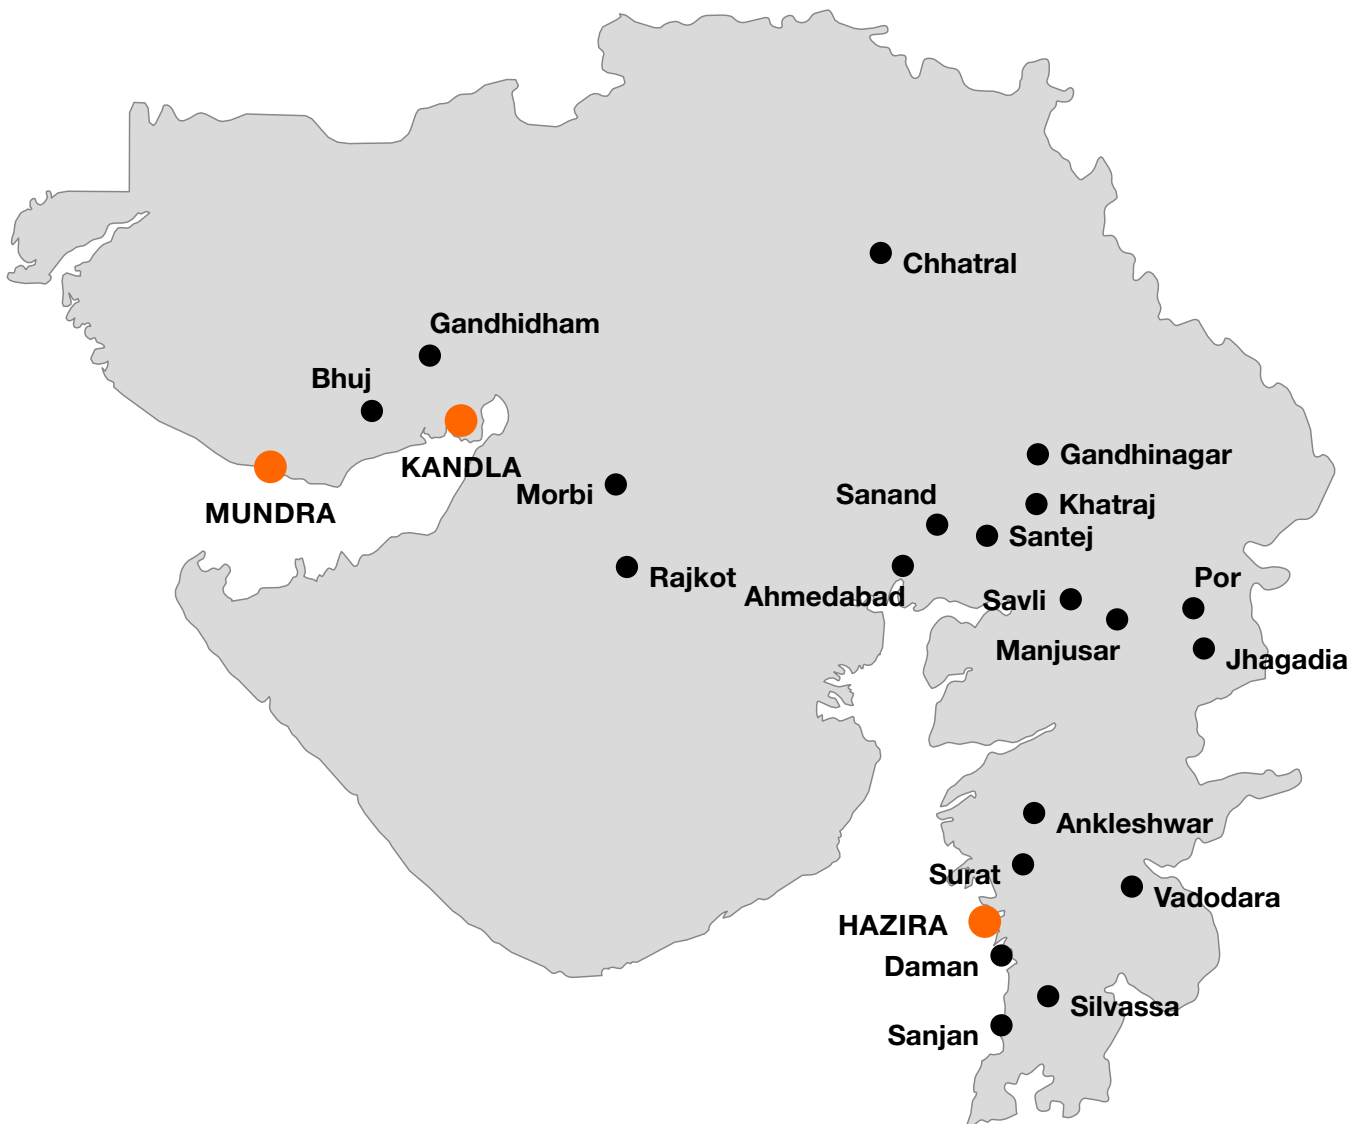 Chhatral
Gandhidham
Bhuj
KANDLA
MUNDRA
Morbi
Rajkot
Gandhinagar
Sanand
Khatraj
Santej
Ahmedabad
Savli
Por
Manjusar
Jhagadia
Ankleshwar
Surat
Vadodara
HAZIRA
Daman
Silvassa
Sanjan